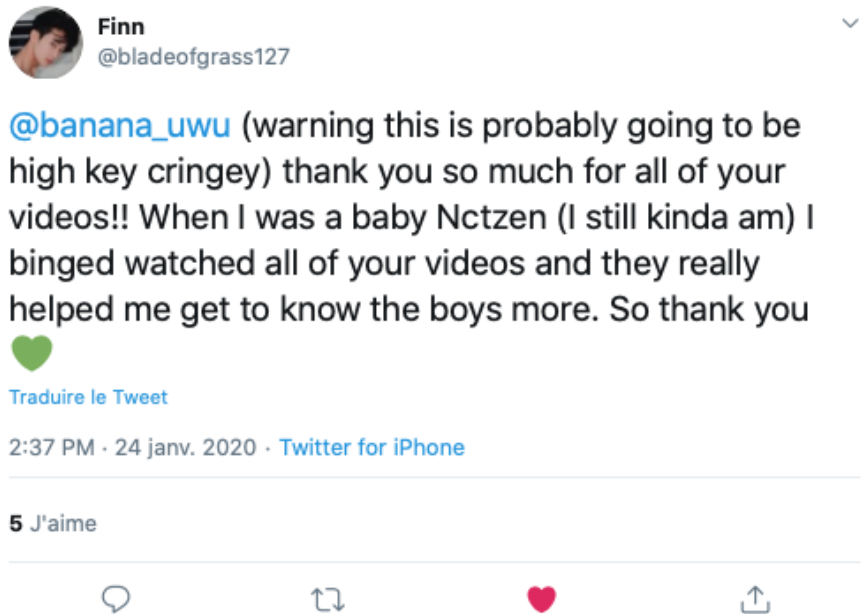 Finn
@bladeofgrass127
@banana_uwu (warning this is probably going to be
high key cringey) thank you so much for all of your
videos!! When I was a baby Nctzen (I still kinda am) I
binged watched all of your videos and they really
helped me get to know the boys more. So thank you
💚
Traduire le Tweet
2:37 PM · 24 janv. 2020 · Twitter for iPhone
5 J'aime